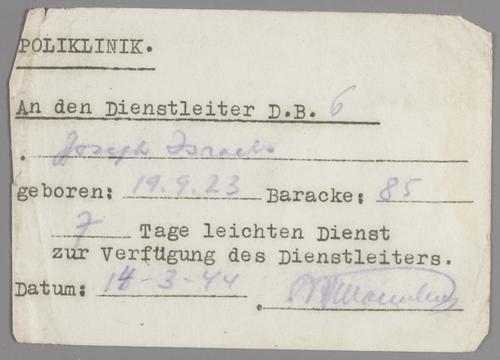 POLIKLINIK.
An den Dienstleiter D.B. 6
. Joseph Israels
geboren: 19.9.23 Baracke: 85
7 Tage leichten Dienst
zur Verfügung des Dienstleiters.
Datum: 14-3-44 .